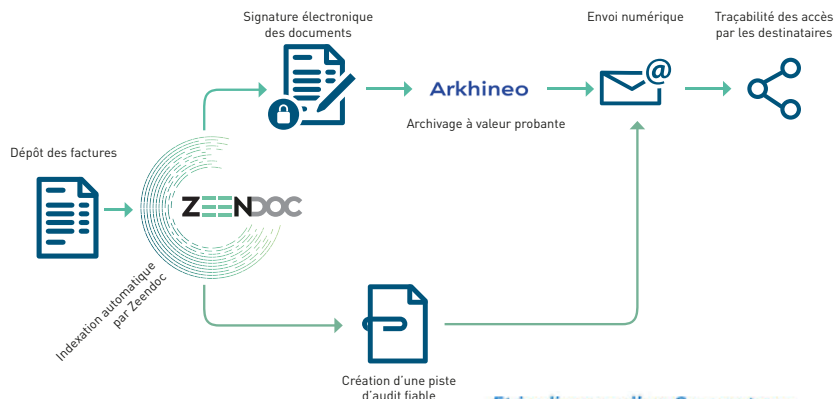 Signature électronique
des documents
Envoi numérique
Traçabilité des accès
par les destinataires
@
Arkhineo
Archivage à valeur probante
Dépôt des factures
ZEENDOC
Indexation automatique
par Zeendoc
Création d'une piste
d'audit fiable